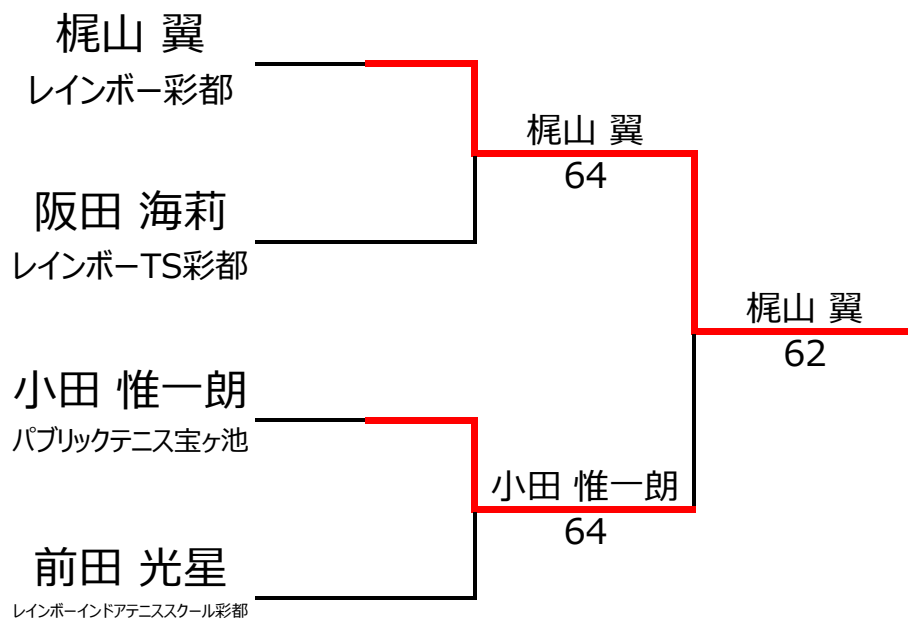 梶山 翼
レインボー彩都
梶山 翼
64
阪田 海莉
レインボーTS彩都
梶山 翼
62
小田 惟一朗
パブリックテニス宝ヶ池
小田 惟一朗
64
前田 光星
レインボーインドアテニススクール彩都